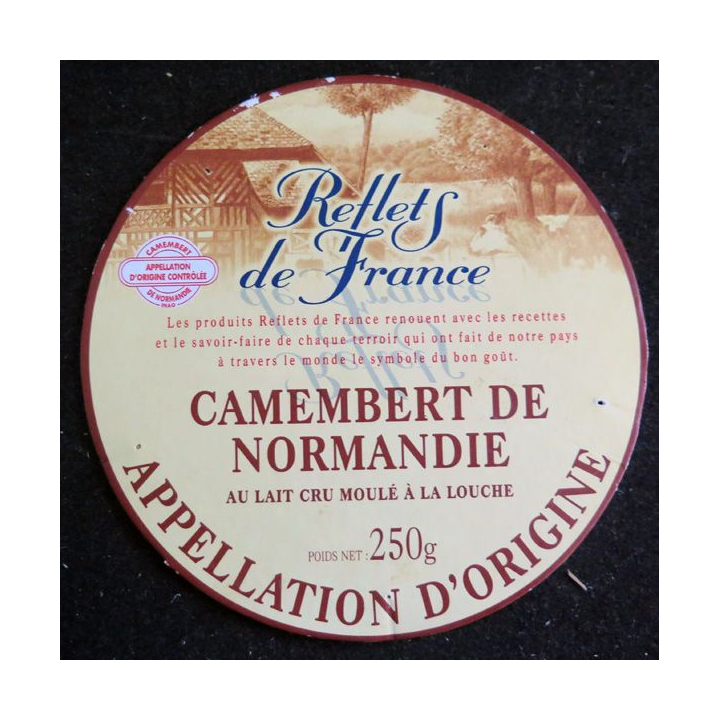 Reflets
de France
CAMEMBERT
APPELLATION
D'ORIGINE CONTRÔLÉE
DE NORMANDIE
INAO
Les produits Reflets de France renouent avec les recettes
et le savoir-faire de chaque terroir qui ont fait de notre pays
à travers le monde le symbole du bon goût.
CAMEMBERT DE
NORMANDIE
AU LAIT CRU MOULÉ À LA LOUCHE
POIDS NET : 250g
APPELLATION D'ORIGINE